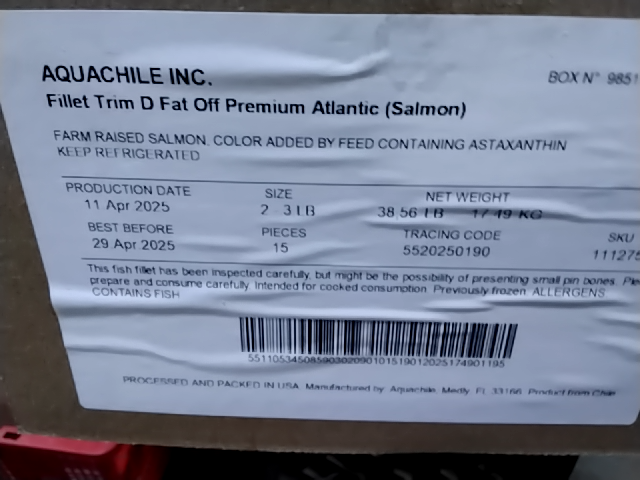 AQUACHILE INC.
BOX N° 9851
Fillet Trim D Fat Off Premium Atlantic (Salmon)
FARM RAISED SALMON. COLOR ADDED BY FEED CONTAINING ASTAXANTHIN
KEEP REFRIGERATED
PRODUCTION DATE SIZE NET WEIGHT
11 Apr 2025 2 3 LB 38.56 LB 17.49 KG
BEST BEFORE PIECES TRACING CODE SKU
29 Apr 2025 15 5520250190 111275
This fish fillet has been inspected carefully, but might be the possibility of presenting small pin bones.
prepare and consume carefully. Intended for cooked consumption. Previously frozen. ALLERGENS
CONTAINS FISH
PROCESSED AND PACKED IN USA. Manufactured by: Aquachile. Medly, FL 33166. Product from Chile